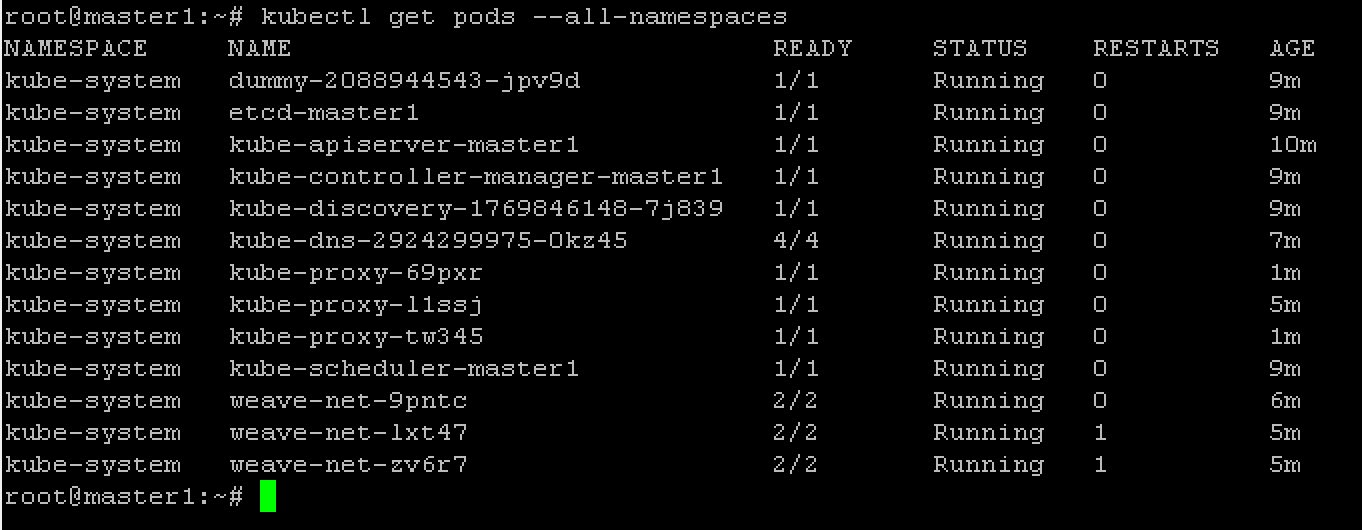 root@master1:~# kubectl get pods --all-namespaces
NAMESPACE NAME READY STATUS RESTARTS AGE
kube-system dummy-2088944543-jpv9d 1/1 Running 0 9m
kube-system etcd-master1 1/1 Running 0 9m
kube-system kube-apiserver-master1 1/1 Running 0 10m
kube-system kube-controller-manager-master1 1/1 Running 0 9m
kube-system kube-discovery-1769846148-7j839 1/1 Running 0 9m
kube-system kube-dns-2924299975-0kz45 4/4 Running 0 7m
kube-system kube-proxy-69pxr 1/1 Running 0 1m
kube-system kube-proxy-l1ssj 1/1 Running 0 5m
kube-system kube-proxy-tw345 1/1 Running 0 1m
kube-system kube-scheduler-master1 1/1 Running 0 9m
kube-system weave-net-9pntc 2/2 Running 0 6m
kube-system weave-net-lxt47 2/2 Running 1 5m
kube-system weave-net-zv6r7 2/2 Running 1 5m
root@master1:~#